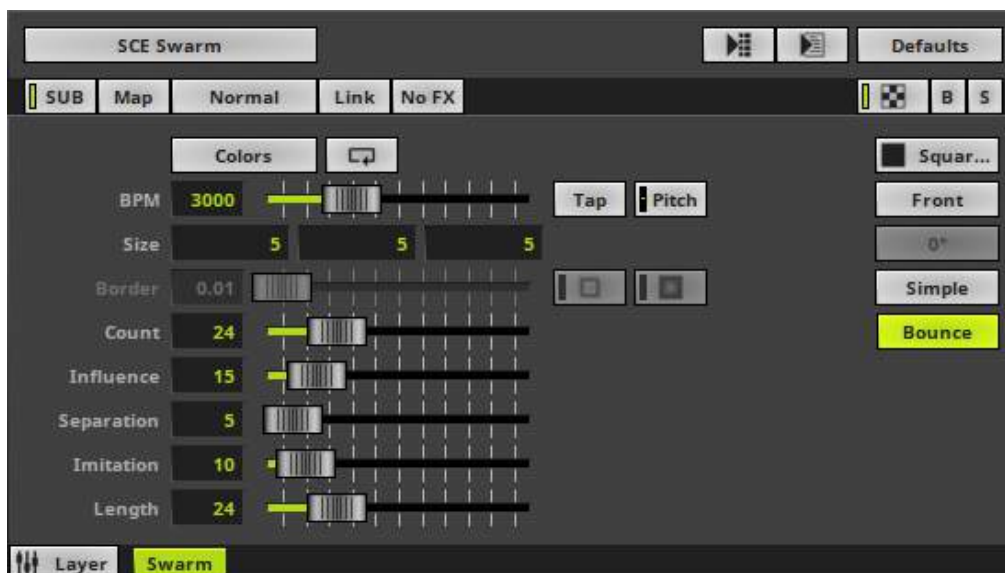 SCE Swarm Defaults
SUB Map Normal Link No FX B S
Colors Squar...
BPM 3000 Tap Pitch Front
Size 5 5 5 0°
Border 0.01 Simple
Count 24 Bounce
Influence 15
Separation 5
Imitation 10
Length 24
Layer Swarm